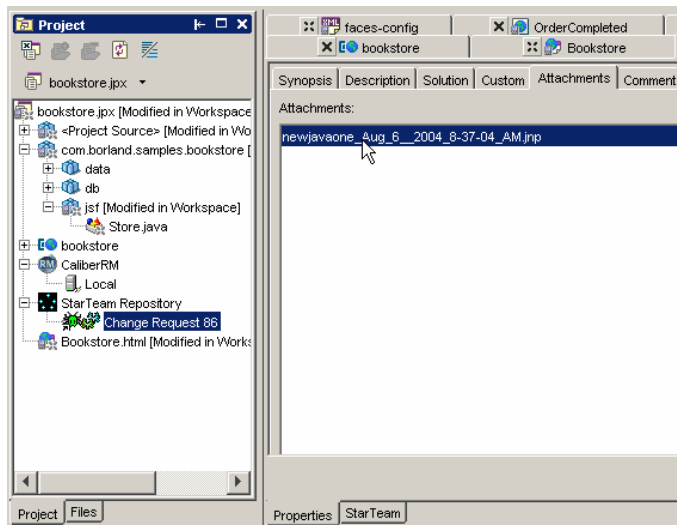 Project
bookstore.jpx
bookstore.jpx [Modified in Workspace
<Project Source> [Modified in Wo
com.borland.samples.bookstore [
data
db
jsf [Modified in Workspace]
Store.java
bookstore
CaliberRM
Local
StarTeam Repository
Change Request 86
Bookstore.html [Modified in Works
Project Files
XML faces-config OrderCompleted
bookstore Bookstore
Synopsis Description Solution Custom Attachments Comment
Attachments:
newjavaone_Aug_6__2004_8-37-04_AM.jnp
Properties StarTeam